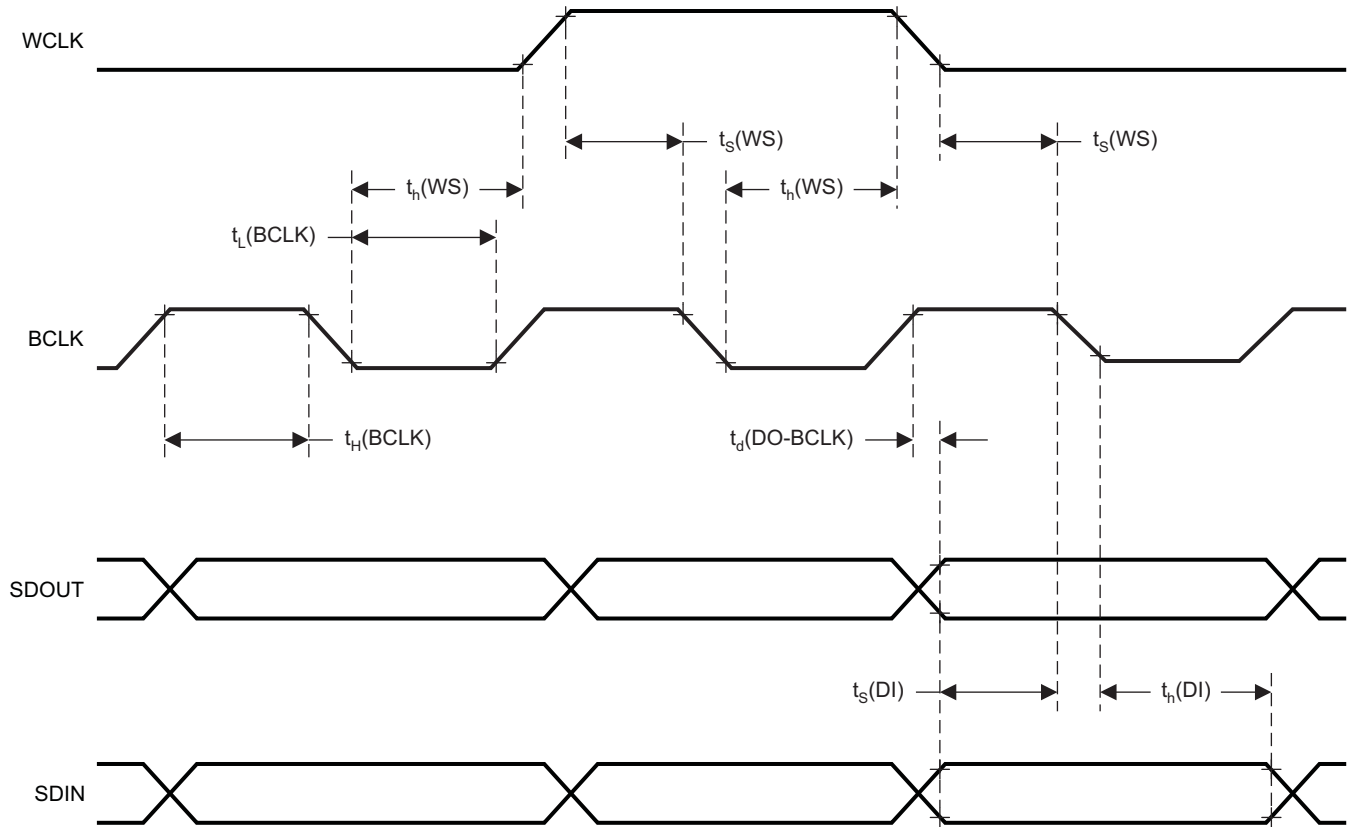 WCLK
t_S(WS) t_S(WS)
t_h(WS) t_h(WS)
t_L(BCLK)
BCLK
t_H(BCLK) t_d(DO-BCLK)
SDOUT
t_S(DI) t_h(DI)
SDIN